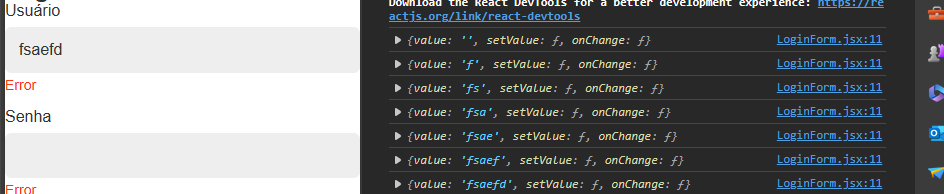 Usuário
fsaefd
Error
Senha
Error
Download the React DevTools for a better development experience: https://re
actjs.org/link/react-devtools
▶ {value: '', setValue: ƒ, onChange: ƒ} LoginForm.jsx:11
▶ {value: 'f', setValue: ƒ, onChange: ƒ} LoginForm.jsx:11
▶ {value: 'fs', setValue: ƒ, onChange: ƒ} LoginForm.jsx:11
▶ {value: 'fsa', setValue: ƒ, onChange: ƒ} LoginForm.jsx:11
▶ {value: 'fsae', setValue: ƒ, onChange: ƒ} LoginForm.jsx:11
▶ {value: 'fsaef', setValue: ƒ, onChange: ƒ} LoginForm.jsx:11
▶ {value: 'fsaefd', setValue: ƒ, onChange: ƒ} LoginForm.jsx:11